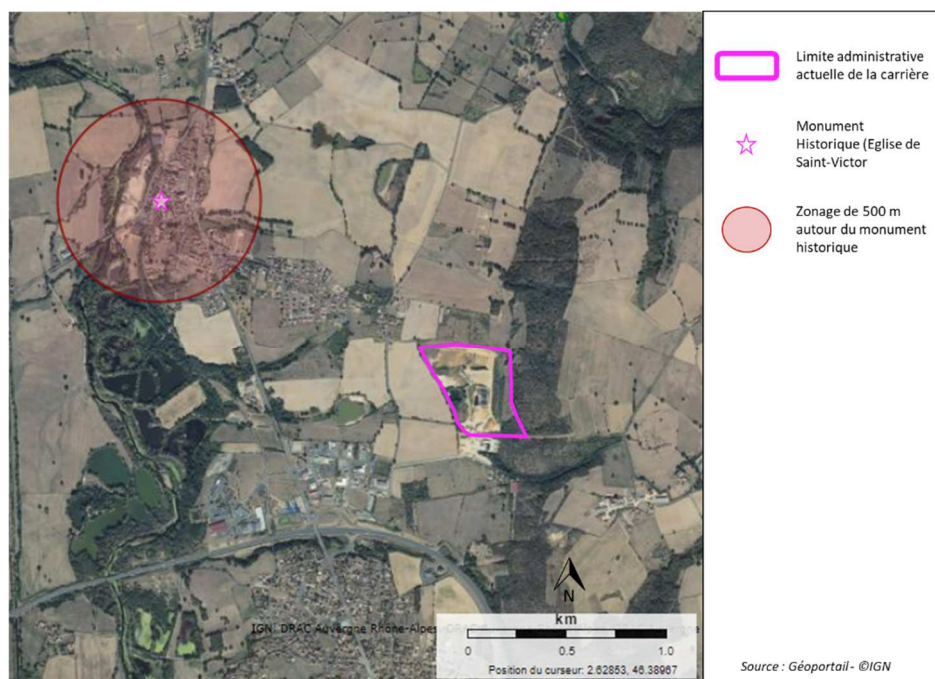 Limite administrative
actuelle de la carrière
Monument
Historique (Eglise de
Saint-Victor
Zonage de 500 m
autour du monument
historique
N
IGN, DRAC Auvergne Rhône-Alpes
km
0 0.5 1.0
Position du curseur: 2.62853, 46.38967
Source : Géoportail - ©IGN